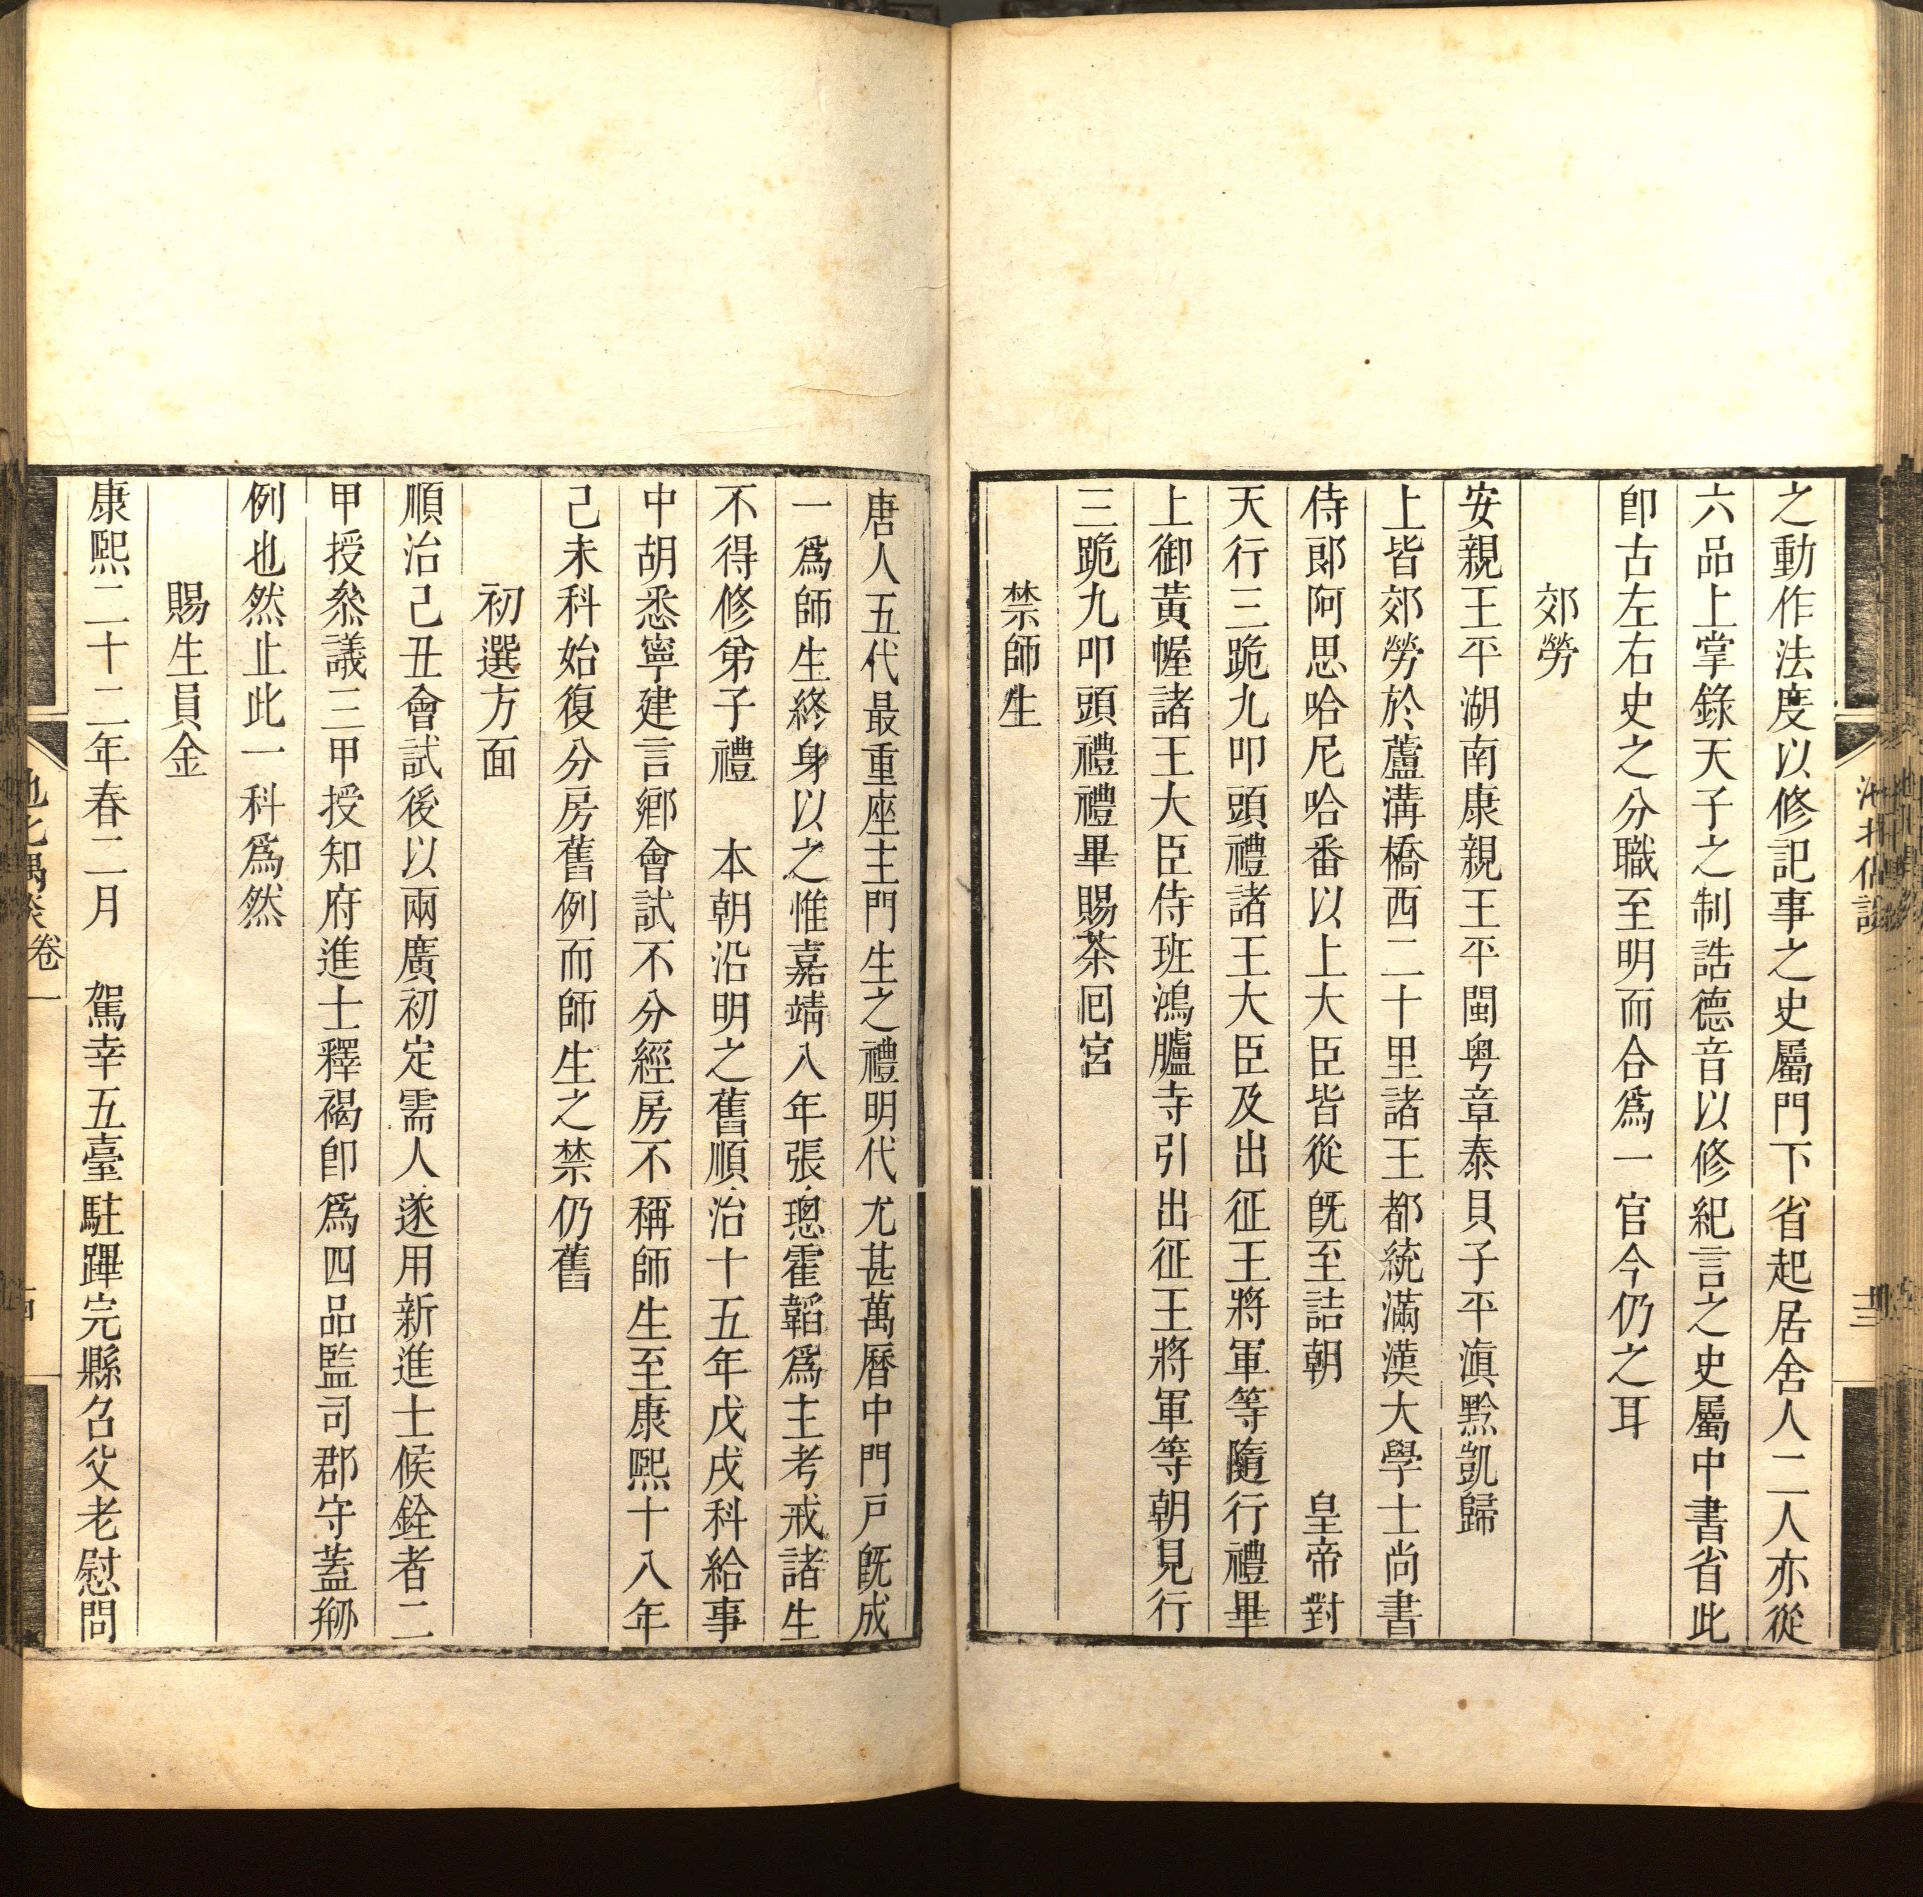 之動作法度以修記事之史屬門下省起居舍人二人亦從
六品上掌錄天子之制誥德音以修紀言之史屬中書省此
卽古左右史之分職至明而合爲一官今仍之耳
郊勞
安親王平湖南康親王平閩粵章泰貝子平滇黔凱歸
上皆郊勞於蘆溝橋西二十里諸王都統滿漢大學士尚書
侍郎阿思哈尼哈番以上大臣皆從旣至詰朝　皇帝對
天行三跪九叩頭禮諸王大臣及出征王將軍等隨行禮畢
上御黃幄諸王大臣侍班鴻臚寺引出征王將軍等朝見行
三跪九叩頭禮禮畢賜茶囘宮
禁師生
唐人五代最重座主門生之禮明代尤甚萬曆中門戶旣成
一爲師生終身以之惟嘉靖八年張璁霍韜爲主考戒諸生
不得修弟子禮　本朝沿明之舊順治十五年戊戌科給事
中胡悉寧建言鄉會試不分經房不稱師生至康熙十八年
己未科始復分房舊例而師生之禁仍舊
初選方面
順治己丑會試後以兩廣初定需人遂用新進士候銓者二
甲授叅議三甲授知府進士釋褐卽爲四品監司郡守蓋剏
例也然止此一科爲然
賜生員金
康熙二十二年春二月　駕幸五臺駐蹕完縣名父老慰問
池北偶談卷一